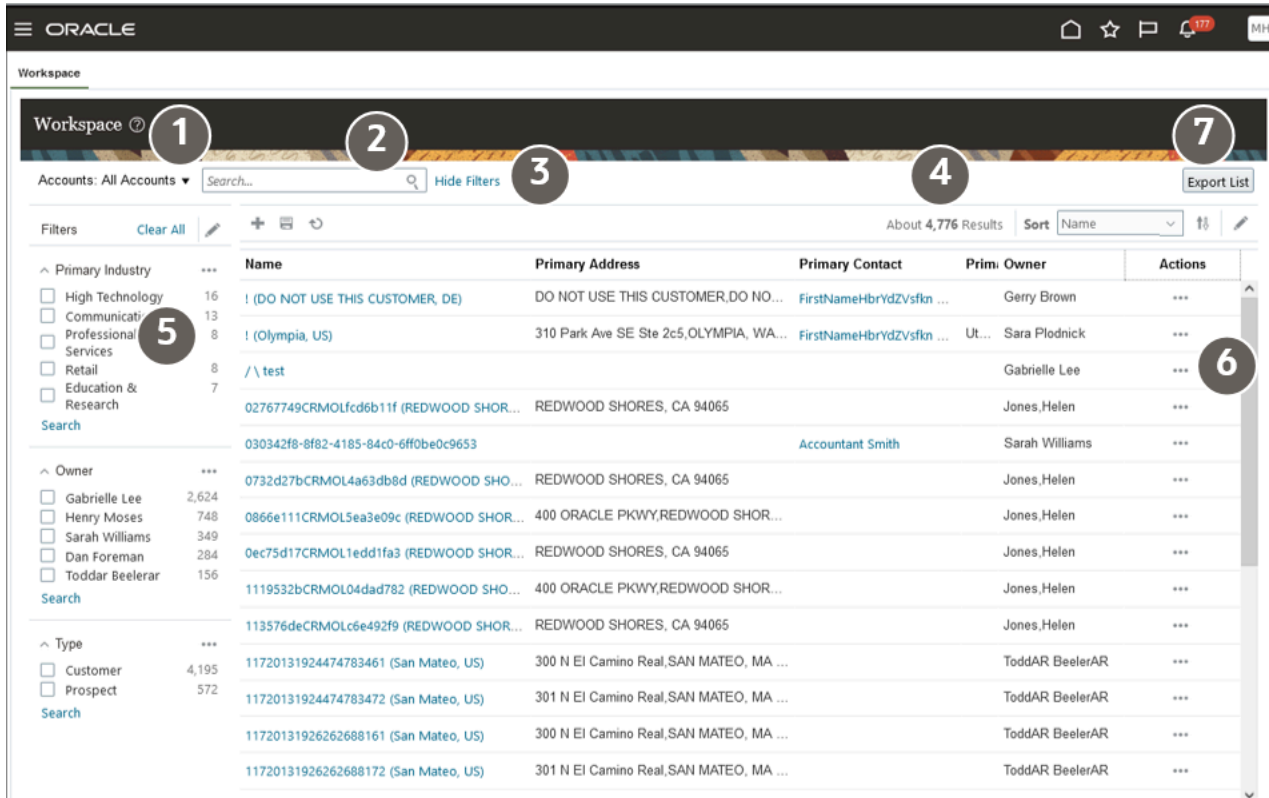 ORACLE
177
MH
Workspace
Workspace ?
1
2
3
4
7
Accounts: All Accounts
Search...
Hide Filters
Export List
Filters Clear All
About 4,776 Results
Sort Name
Primary Industry
High Technology 16
13
Professional 8
Services
Retail 8
Education & 7
Research
Search
5
Owner
Gabrielle Lee 2,624
Henry Moses 748
Sarah Williams 349
Dan Foreman 284
Toddar Beelerar 156
Search
Type
Customer 4,195
Prospect 572
Search
Name Primary Address Primary Contact Owner Actions
! (DO NOT USE THIS CUSTOMER, DE) DO NOT USE THIS CUSTOMER,DO NO... FirstNameHbrYdZVsfkn ... Gerry Brown
! (Olympia, US) 310 Park Ave SE Ste 2c5,OLYMPIA, WA... FirstNameHbrYdZVsfkn ... Ut... Sara Plodnick
/ \ test Gabrielle Lee
6
02767749CRMOLfcd6b11f (REDWOOD SHOR... REDWOOD SHORES, CA 94065 Jones,Helen
030342f8-8f82-4185-84c0-6ff0be0c9653 Accountant Smith Sarah Williams
0732d27bCRMOL4a63db8d (REDWOOD SHO... REDWOOD SHORES, CA 94065 Jones,Helen
0866e111CRMOL5ea3e09c (REDWOOD SHOR... 400 ORACLE PKWY,REDWOOD SHOR... Jones,Helen
0ec75d17CRMOL1edd1fa3 (REDWOOD SHOR... REDWOOD SHORES, CA 94065 Jones,Helen
1119532bCRMOL04dad782 (REDWOOD SHO... 400 ORACLE PKWY,REDWOOD SHOR... Jones,Helen
113576deCRMOLc6e492f9 (REDWOOD SHOR... REDWOOD SHORES, CA 94065 Jones,Helen
11720131924474783461 (San Mateo, US) 300 N El Camino Real,SAN MATEO, MA ... ToddAR BeelerAR
11720131924474783472 (San Mateo, US) 301 N El Camino Real,SAN MATEO, MA ... ToddAR BeelerAR
11720131926262688161 (San Mateo, US) 300 N El Camino Real,SAN MATEO, MA ... ToddAR BeelerAR
11720131926262688172 (San Mateo, US) 301 N El Camino Real,SAN MATEO, MA ... ToddAR BeelerAR